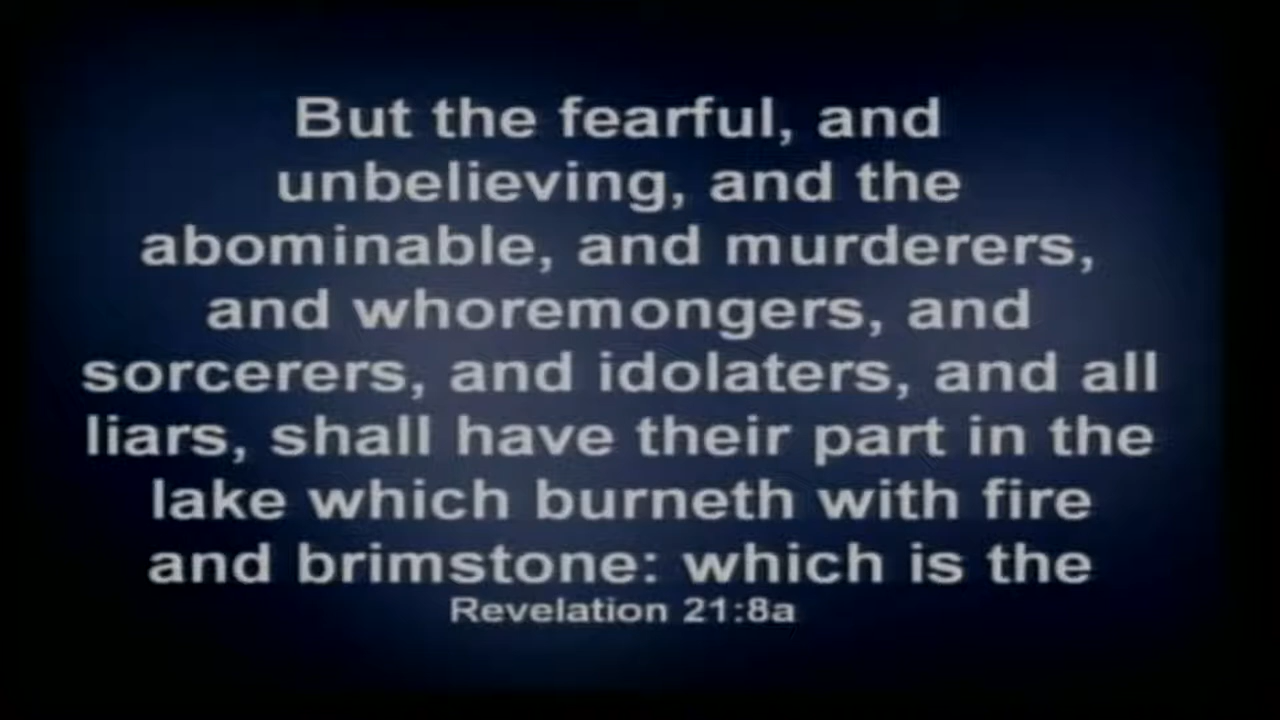 But the fearful, and
unbelieving, and the
abominable, and murderers,
and whoremongers, and
sorcerers, and idolaters, and all
liars, shall have their part in the
lake which burneth with fire
and brimstone: which is the
Revelation 21:8a